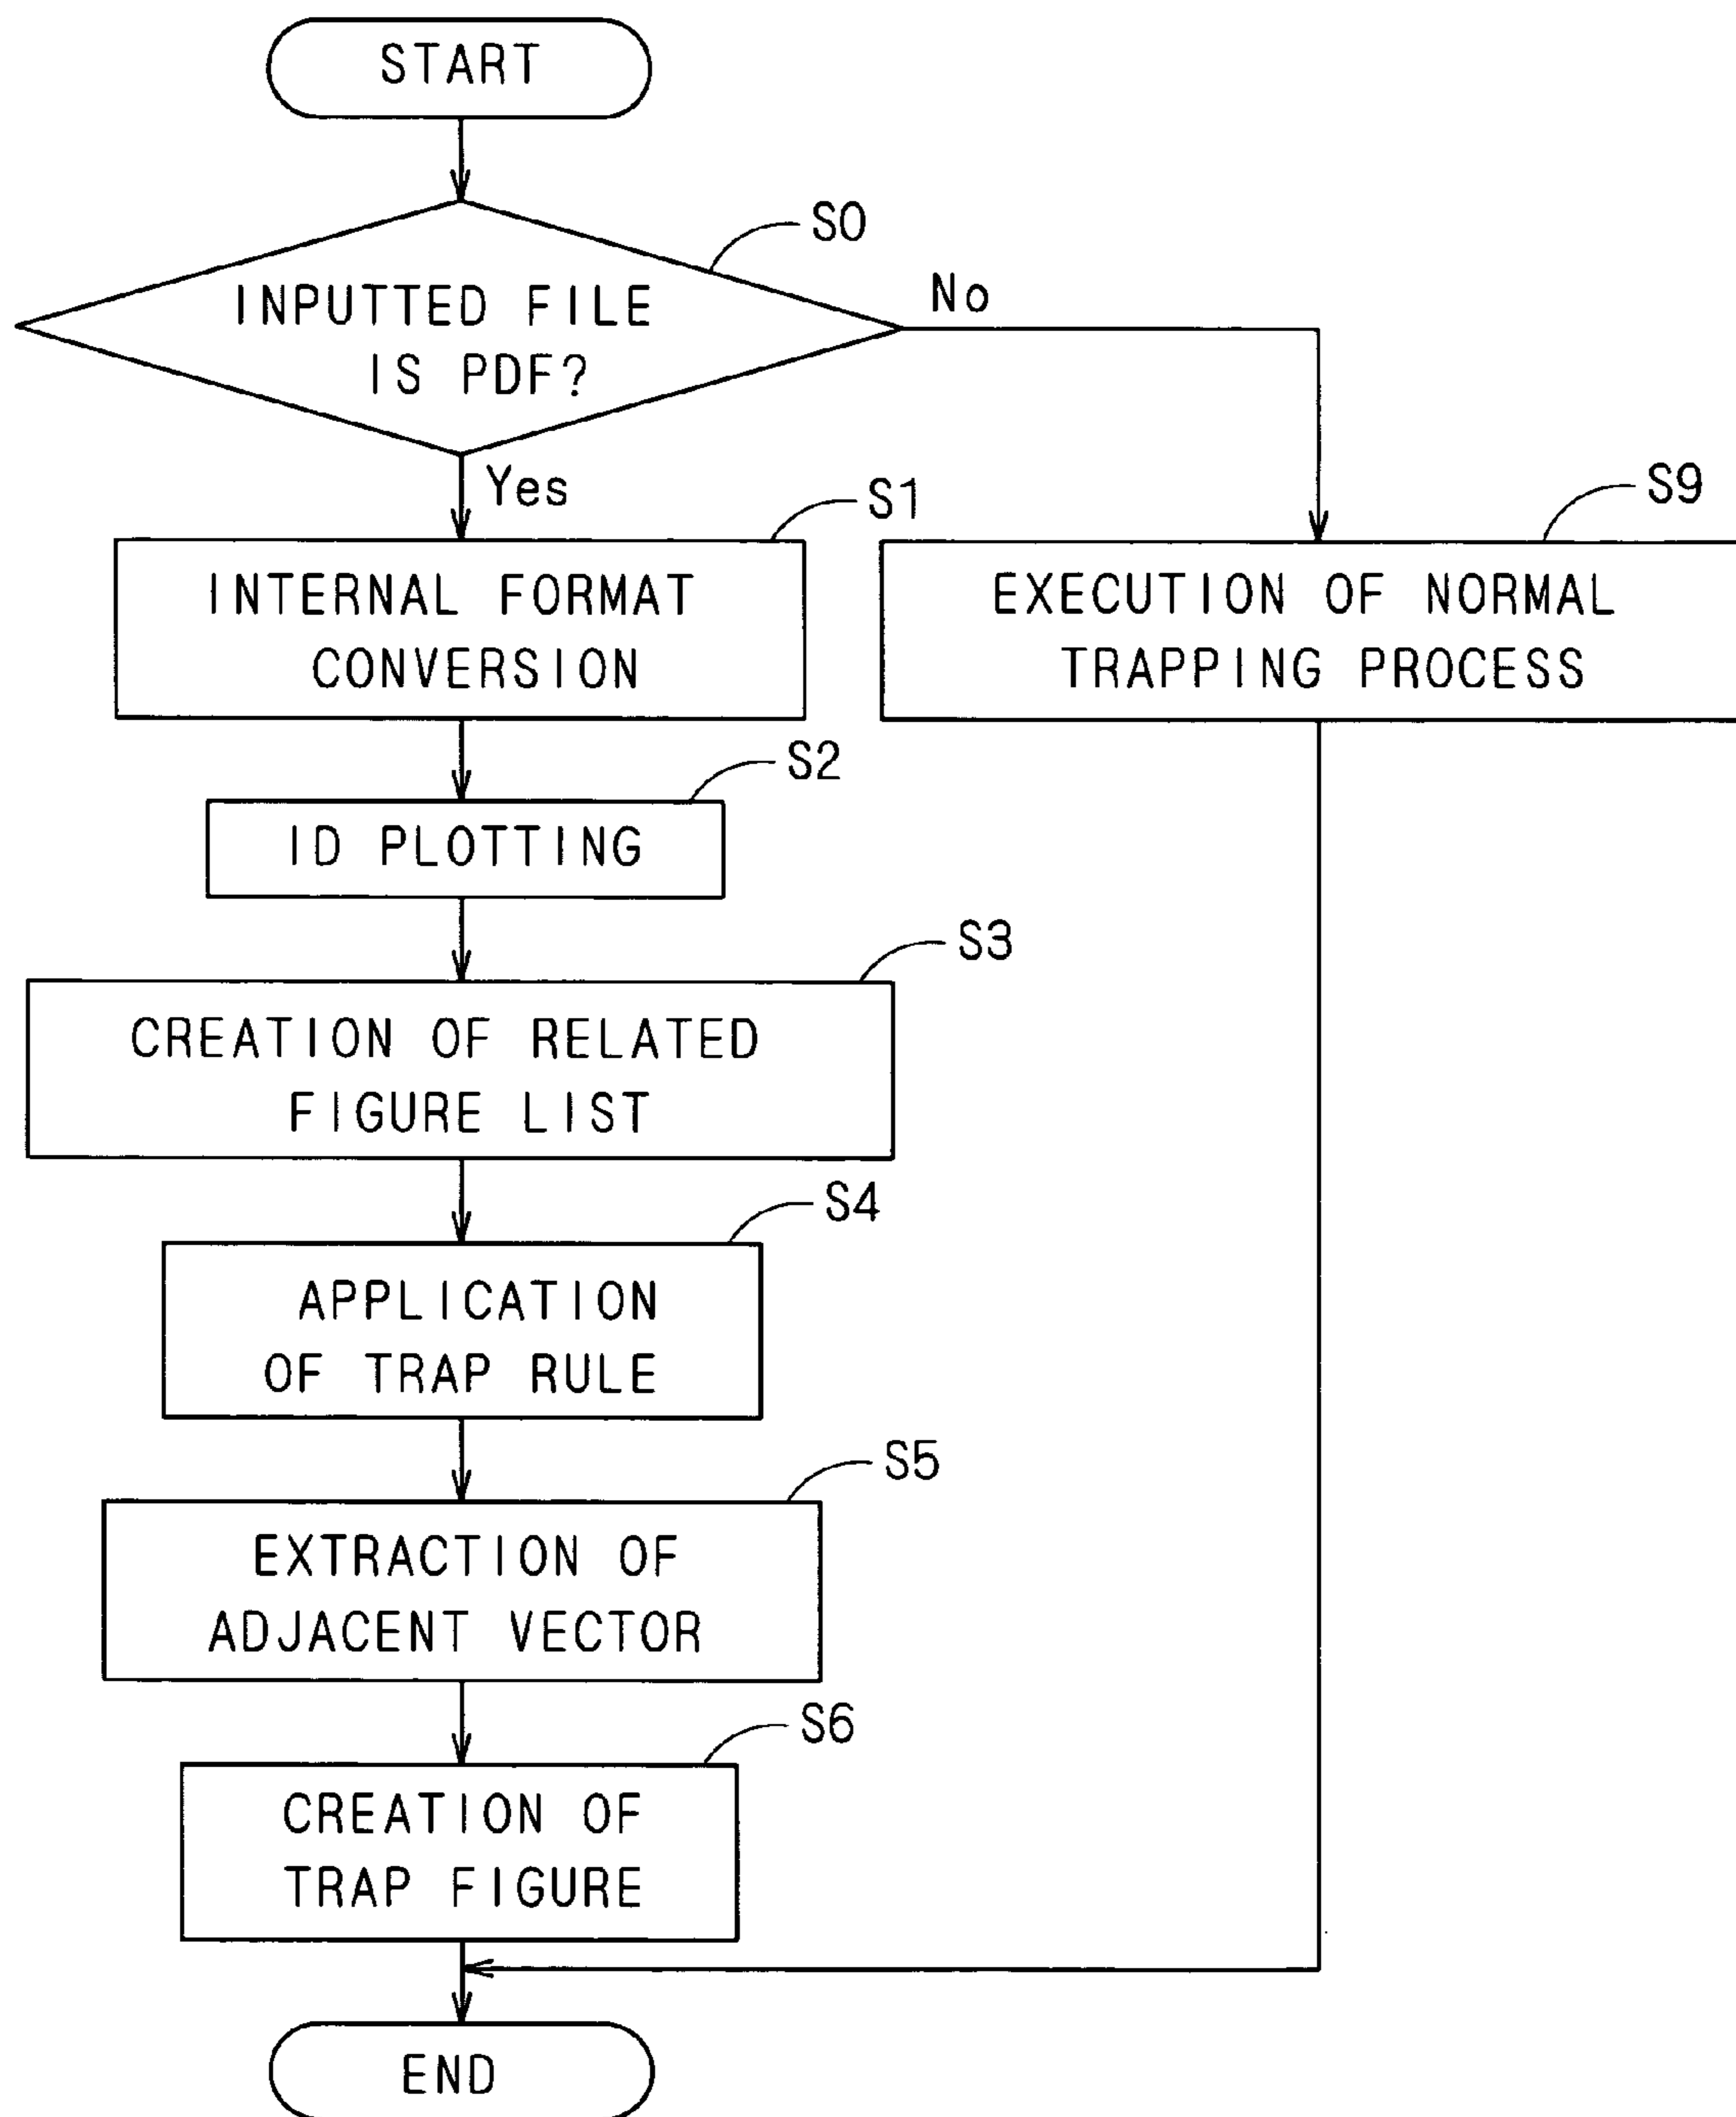 START
S0
INPUTTED FILE
IS PDF?
No
Yes
S1
INTERNAL FORMAT
CONVERSION
S9
EXECUTION OF NORMAL
TRAPPING PROCESS
S2
ID PLOTTING
S3
CREATION OF RELATED
FIGURE LIST
S4
APPLICATION
OF TRAP RULE
S5
EXTRACTION OF
ADJACENT VECTOR
S6
CREATION OF
TRAP FIGURE
END